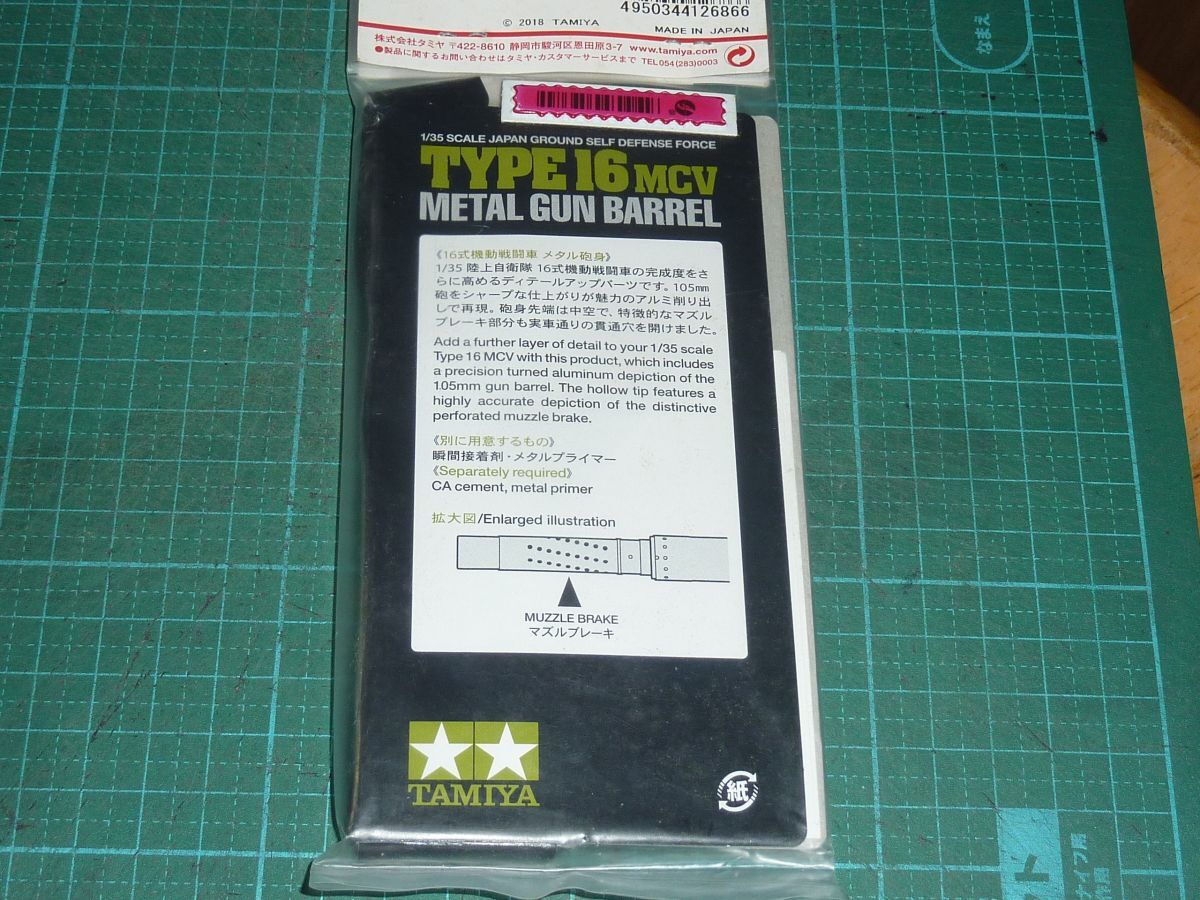 4950344126866
© 2018 TAMIYA
MADE IN JAPAN
株式会社タミヤ 〒422-8610 静岡市駿河区恩田原3-7 www.tamiya.com
●製品に関するお問い合わせはタミヤ・カスタマーサービスまで TEL054(283)0003
なまえ
1/35 SCALE JAPAN GROUND SELF DEFENSE FORCE
TYPE 16 MCV
METAL GUN BARREL
《16式機動戦闘車 メタル砲身》
1/35 陸上自衛隊 16式機動戦闘車の完成度をさ
らに高めるディテールアップパーツです。105mm
砲をシャープな仕上がりが魅力のアルミ削り出
しで再現。砲身先端は中空で、特徴的なマズル
ブレーキ部分も実車通りの貫通穴を開けました。
Add a further layer of detail to your 1/35 scale
Type 16 MCV with this product, which includes
a precision turned aluminum depiction of the
105mm gun barrel. The hollow tip features a
highly accurate depiction of the distinctive
perforated muzzle brake.
《別に用意するもの》
瞬間接着剤・メタルプライマー
《Separately required》
CA cement, metal primer
拡大図/Enlarged illustration
MUZZLE BRAKE
マズルブレーキ
TAMIYA
紙